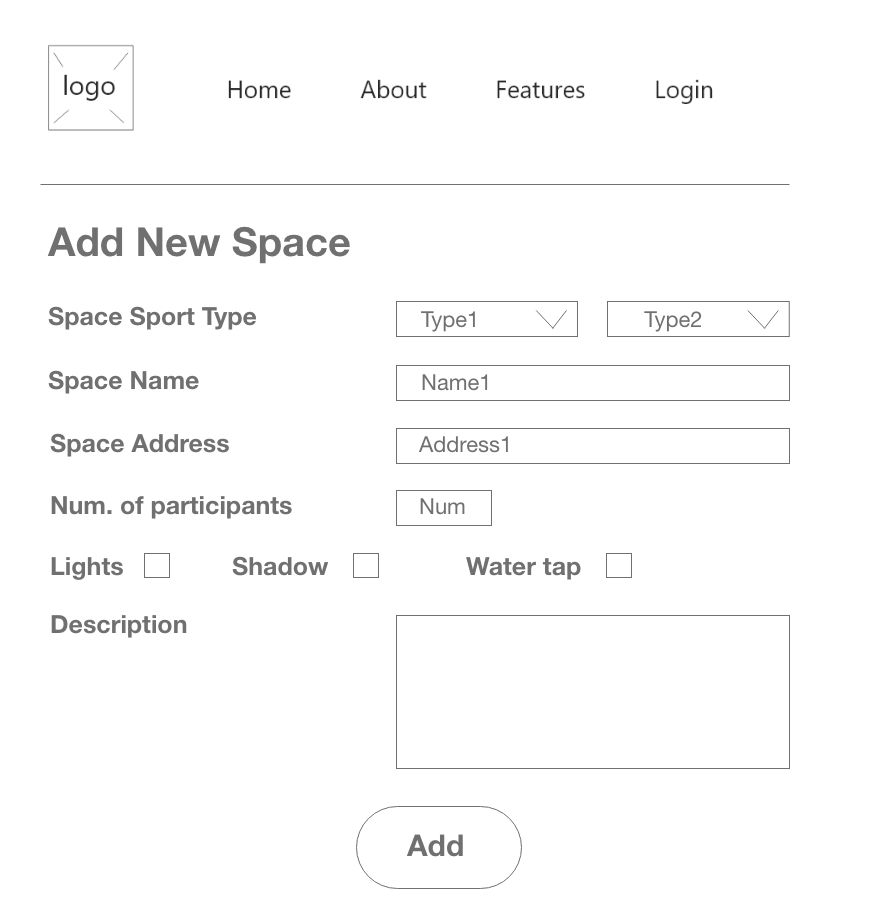 logo Home About Features Login
Add New Space
Space Sport Type Type1 Type2
Space Name Name1
Space Address Address1
Num. of participants Num
Lights Shadow Water tap
Description
Add